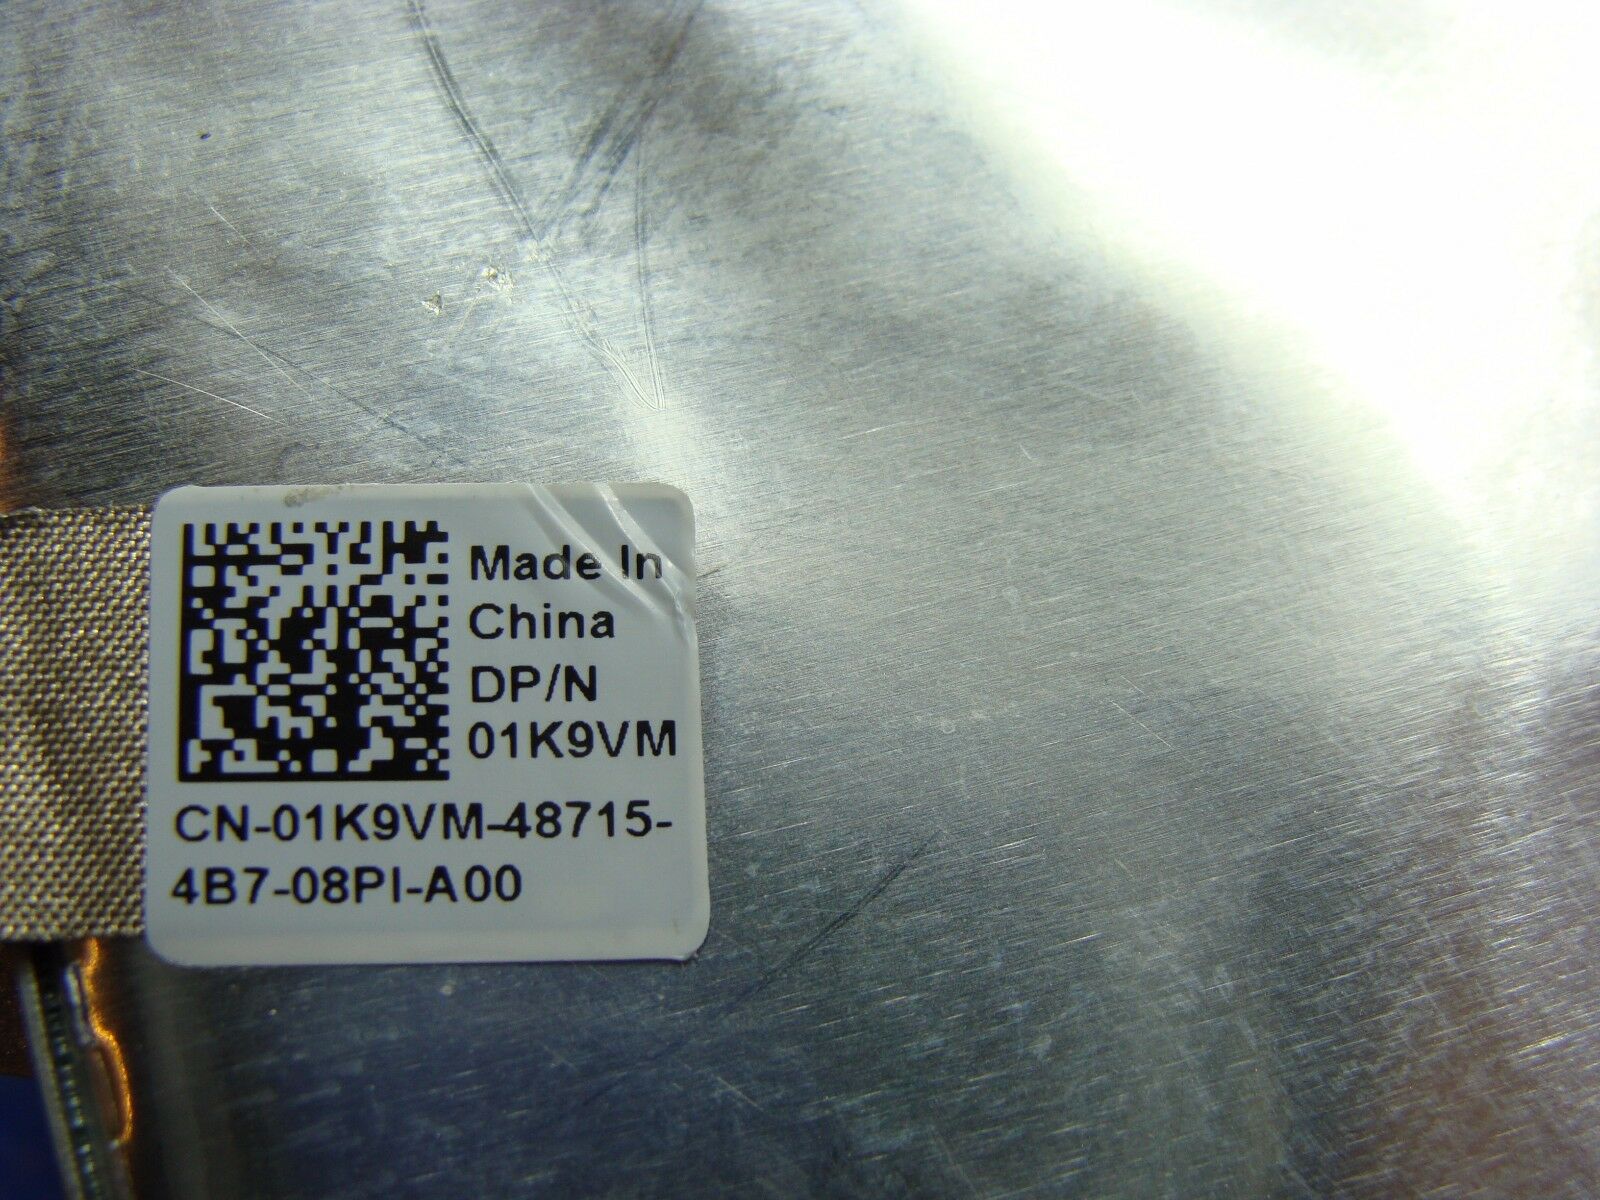 Made In
China
DP/N
01K9VM
CN-01K9VM-48715-
4B7-08PI-A00